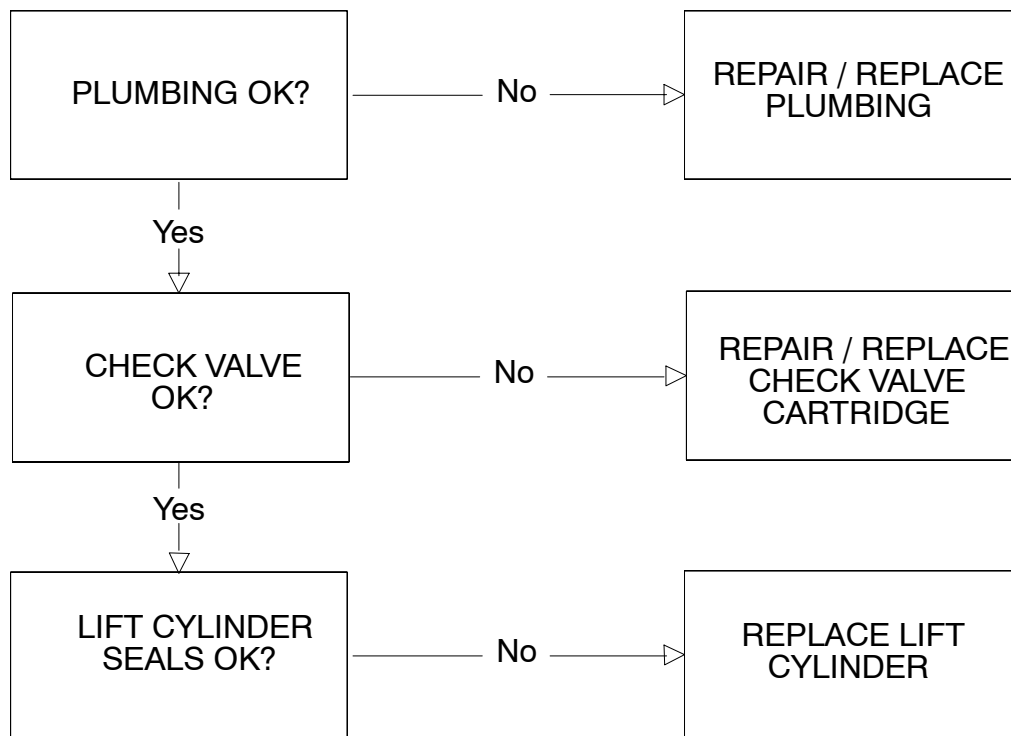 PLUMBING OK?
No
REPAIR / REPLACE
PLUMBING
Yes
CHECK VALVE
OK?
No
REPAIR / REPLACE
CHECK VALVE
CARTRIDGE
Yes
LIFT CYLINDER
SEALS OK?
No
REPLACE LIFT
CYLINDER